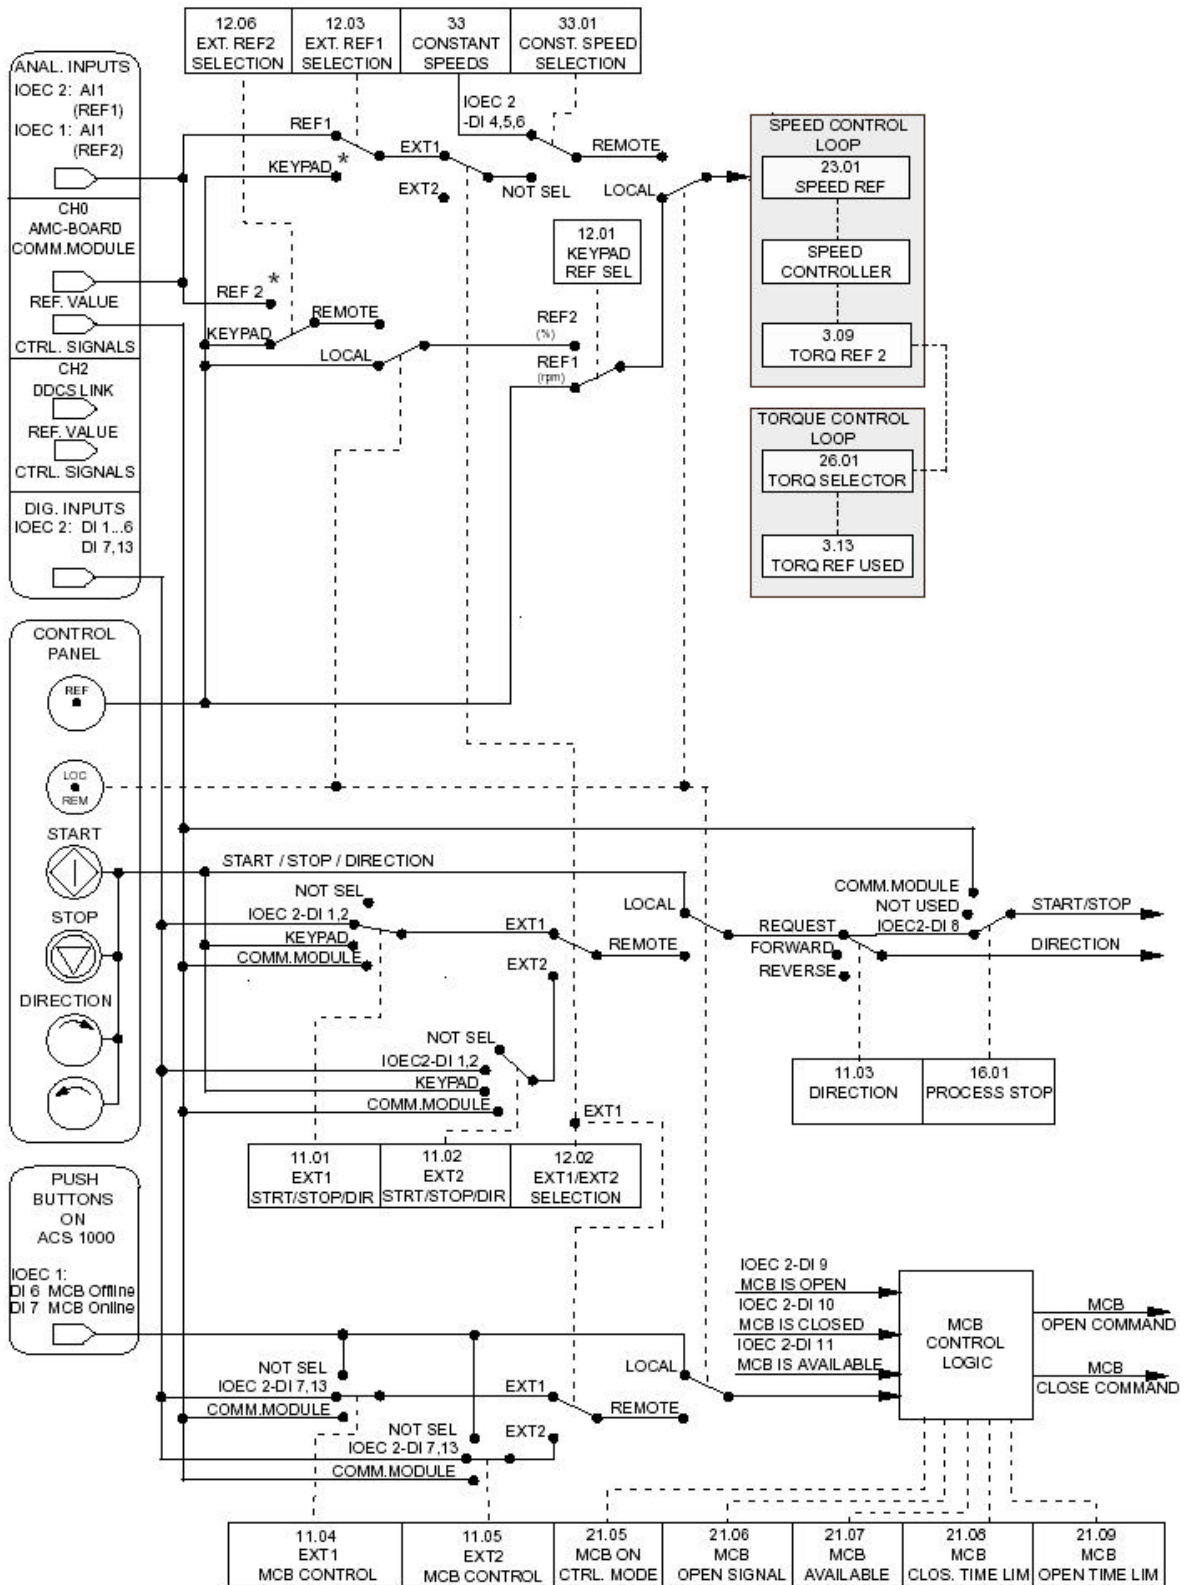 12.06
EXT. REF2
SELECTION
12.03
EXT. REF1
SELECTION
33
CONSTANT
SPEEDS
33.01
CONST. SPEED
SELECTION
ANAL. INPUTS
IOEC 2: AI1
(REF1)
IOEC 1: AI1
(REF2)
CH0
AMC-BOARD
COMM.MODULE
REF. VALUE
CTRL. SIGNALS
CH2
DDCS LINK
REF. VALUE
CTRL. SIGNALS
DIG. INPUTS
IOEC 2: DI 1...6
DI 7,13
REF1
KEYPAD *
EXT1
EXT2
IOEC 2
-DI 4,5,6
NOT SEL
REMOTE
LOCAL
12.01
KEYPAD
REF SEL
REF 2 *
KEYPAD
REMOTE
LOCAL
REF2
(%)
REF1
(rpm)
SPEED CONTROL
LOOP
23.01
SPEED REF
SPEED
CONTROLLER
3.09
TORQ REF 2
TORQUE CONTROL
LOOP
26.01
TORQ SELECTOR
3.13
TORQ REF USED
CONTROL
PANEL
REF
LOC
REM
START
STOP
DIRECTION
START / STOP / DIRECTION
NOT SEL
IOEC 2-DI 1,2
KEYPAD
COMM.MODULE
EXT1
EXT2
LOCAL
REMOTE
NOT SEL
IOEC2-DI 1,2
KEYPAD
COMM.MODULE
COMM.MODULE
NOT USED
IOEC2-DI 8
REQUEST
FORWARD
REVERSE
START/STOP
DIRECTION
11.03
DIRECTION
16.01
PROCESS STOP
EXT1
11.01
EXT1
STRT/STOP/DIR
11.02
EXT2
STRT/STOP/DIR
12.02
EXT1/EXT2
SELECTION
PUSH
BUTTONS
ON
ACS 1000
IOEC 1:
DI 6 MCB Offline
DI 7 MCB Online
NOT SEL
IOEC 2-DI 7,13
COMM.MODULE
NOT SEL
IOEC 2-DI 7,13
COMM.MODULE
EXT1
EXT2
LOCAL
REMOTE
IOEC 2-DI 9
MCB IS OPEN
IOEC 2-DI 10
MCB IS CLOSED
IOEC 2-DI 11
MCB IS AVAILABLE
MCB
CONTROL
LOGIC
MCB
OPEN COMMAND
MCB
CLOSE COMMAND
11.04
EXT1
MCB CONTROL
11.05
EXT2
MCB CONTROL
21.05
MCB ON
CTRL. MODE
21.06
MCB
OPEN SIGNAL
21.07
MCB
AVAILABLE
21.08
MCB
CLOS. TIME LIM
21.09
MCB
OPEN TIME LIM